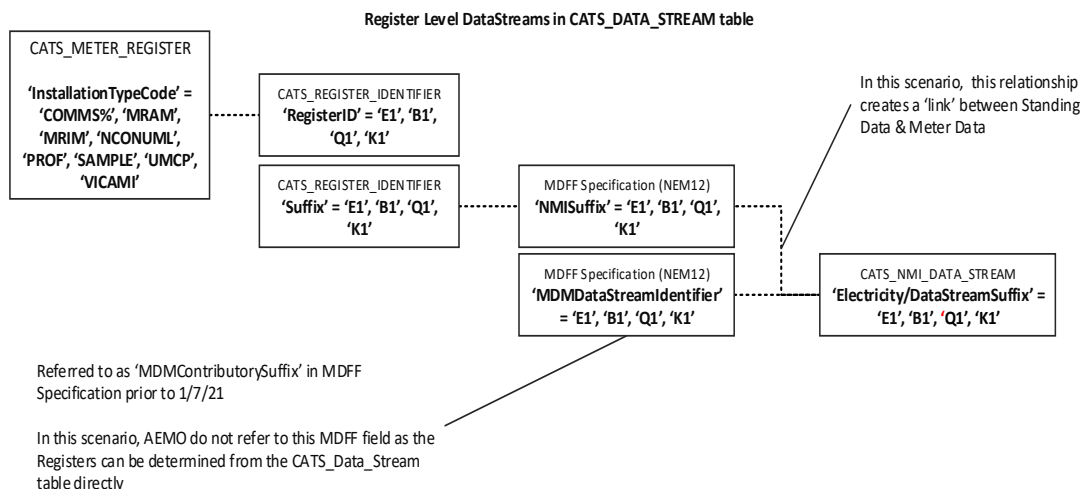 Register Level DataStreams in CATS_DATA_STREAM table
CATS_METER_REGISTER
‘InstallationTypeCode’ =
‘COMMS%’, ‘MRAM’,
‘MRIM’, ‘NCONUML’,
‘PROF’, ‘SAMPLE’, ‘UMCP’,
‘VICAMI’
CATS_REGISTER_IDENTIFIER
‘RegisterID’ = ‘E1’, ‘B1’,
‘Q1’, ‘K1’
CATS_REGISTER_IDENTIFIER
‘Suffix’ = ‘E1’, ‘B1’, ‘Q1’,
‘K1’
MDFF Specification (NEM12)
‘NMISuffix’ = ‘E1’, ‘B1’, ‘Q1’,
‘K1’
MDFF Specification (NEM12)
‘MDMDataStreamIdentifier’
= ‘E1’, ‘B1’, ‘Q1’, ‘K1’
CATS_NMI_DATA_STREAM
‘Electricity/DataStreamSuffix’ =
‘E1’, ‘B1’, ‘Q1’, ‘K1’
In this scenario,  this relationship
creates a ‘link’ between Standing
Data & Meter Data
Referred to as ‘MDMContributorySuffix’ in MDFF
Specification prior to 1/7/21
In this scenario, AEMO do not refer to this MDFF field as the
Registers can be determined from the CATS_Data_Stream
table directly